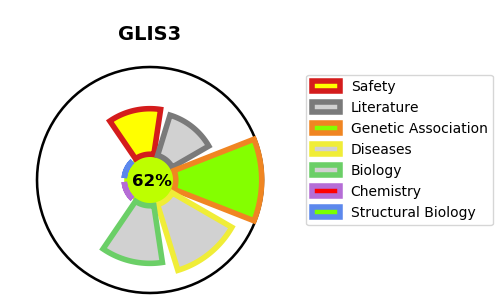 GLIS3
62%
Safety
Literature
Genetic Association
Diseases
Biology
Chemistry
Structural Biology